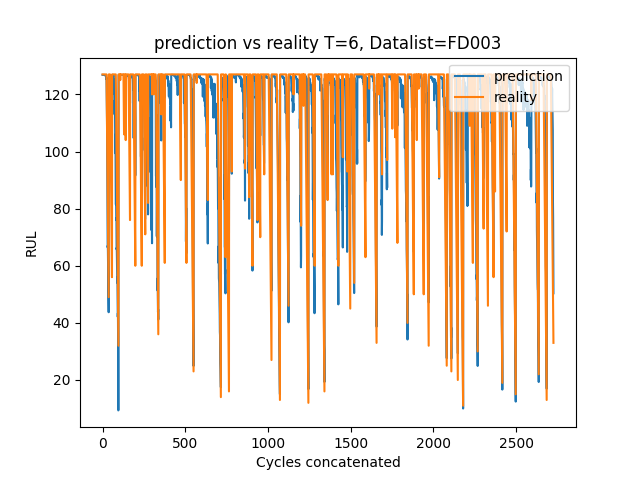 prediction vs reality T=6, Datalist=FD003
prediction
reality
RUL
120
100
80
60
40
20
0
500
1000
1500
2000
2500
Cycles concatenated